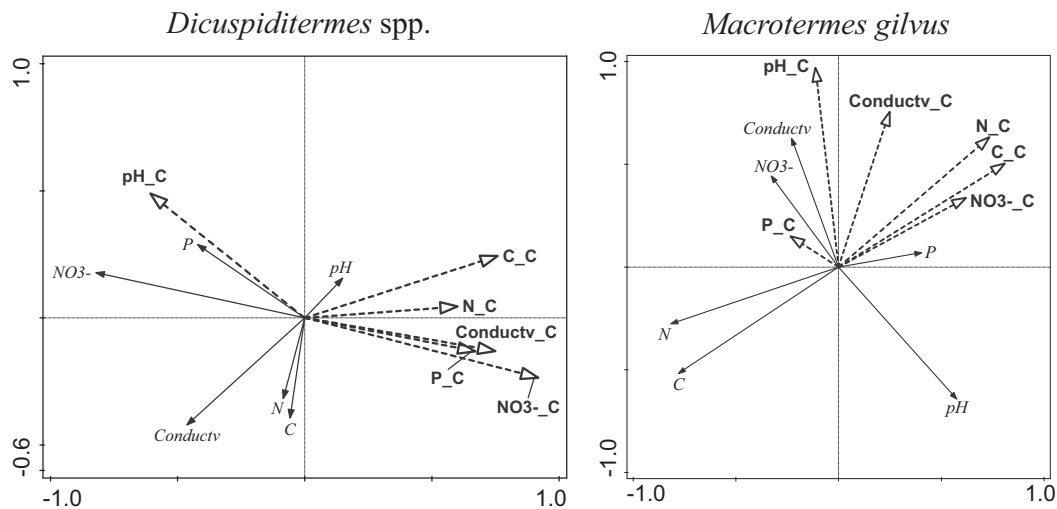 Dicuspiditermes spp.
1.0
pH_C
P
NO3-
pH
C_C
N_C
Conductv_C
P_C
NO3-_C
N
C
Conductv
-0.6
-1.0
1.0
Macrotermes gilvus
1.0
pH_C
Conductv_C
Conductv
N_C
C_C
NO3-
NO3-_C
P_C
P
N
C
pH
-1.0
-1.0
1.0